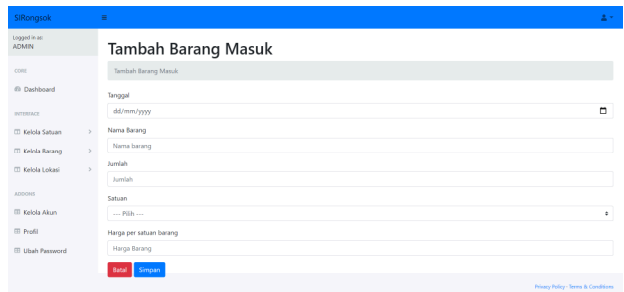 SIRongsok
Logged in as:
ADMIN
CORE
Dashboard
INTERFACE
Kelola Satuan
Kelola Barang
Kelola Lokasi
ADDONS
Kelola Akun
Profil
Ubah Password
Tambah Barang Masuk
Tambah Barang Masuk
Tanggal
dd/mm/yyyy
Nama Barang
Nama barang
Jumlah
Jumlah
Satuan
--- Pilih ---
Harga per satuan barang
Harga Barang
Batal Simpan
Privacy Policy · Terms & Conditions